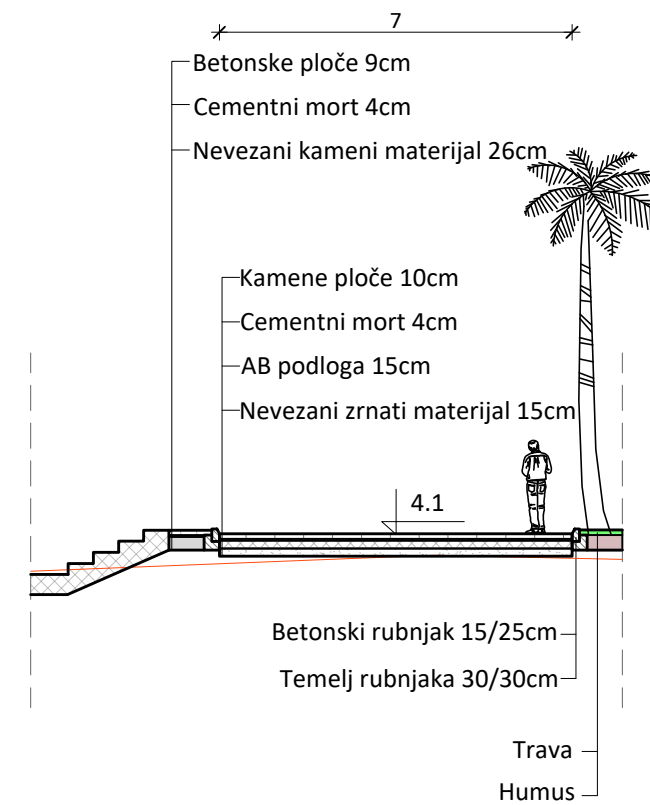 7
Betonske ploče 9cm
Cementni mort 4cm
Nevezani kameni materijal 26cm
Kamene ploče 10cm
Cementni mort 4cm
AB podloga 15cm
Nevezani zrnati materijal 15cm
4.1
Betonski rubnjak 15/25cm
Temelj rubnjaka 30/30cm
Trava
Humus